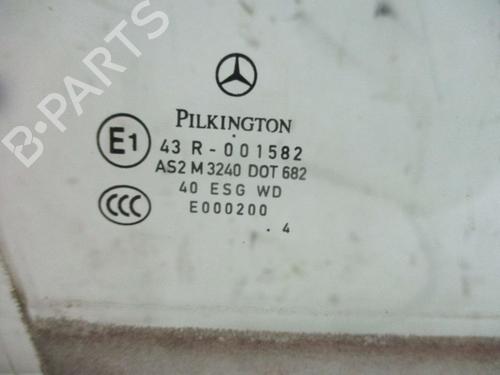 B-PARTS
PILKINGTON
E1
43 R-001582
AS2 M 3240 DOT 682
40 ESG WD
CCC
E000200
. 4